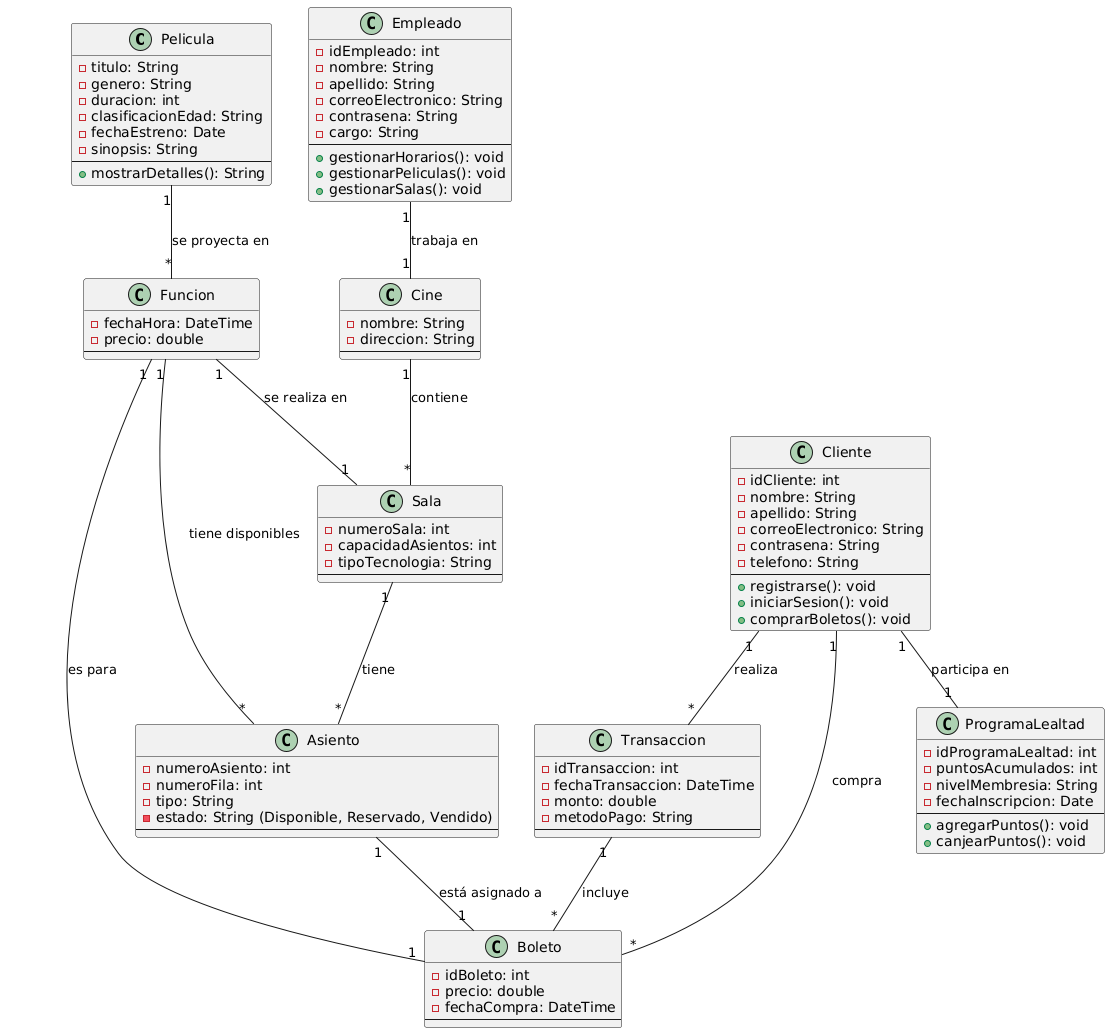 C Pelicula
titulo: String
genero: String
duracion: int
clasificacionEdad: String
fechaEstreno: Date
sinopsis: String
mostrarDetalles(): String
C Empleado
idEmpleado: int
nombre: String
apellido: String
correoElectronico: String
contrasena: String
cargo: String
gestionarHorarios(): void
gestionarPeliculas(): void
gestionarSalas(): void
1
se proyecta en
*
1
trabaja en
1
C Funcion
fechaHora: DateTime
precio: double
C Cine
nombre: String
direccion: String
1
1
1
se realiza en
1
1
contiene
*
C Sala
numeroSala: int
capacidadAsientos: int
tipoTecnologia: String
C Cliente
idCliente: int
nombre: String
apellido: String
correoElectronico: String
contrasena: String
telefono: String
registrarse(): void
iniciarSesion(): void
comprarBoletos(): void
tiene disponibles
*
1
tiene
*
es para
1
1
realiza
*
1
compra
*
1
participa en
1
C Asiento
numeroAsiento: int
numeroFila: int
tipo: String
estado: String (Disponible, Reservado, Vendido)
C Transaccion
idTransaccion: int
fechaTransaccion: DateTime
monto: double
metodoPago: String
C ProgramaLealtad
idProgramaLealtad: int
puntosAcumulados: int
nivelMembresia: String
fechaInscripcion: Date
agregarPuntos(): void
canjearPuntos(): void
1
está asignado a
1
1
incluye
*
C Boleto
idBoleto: int
precio: double
fechaCompra: DateTime